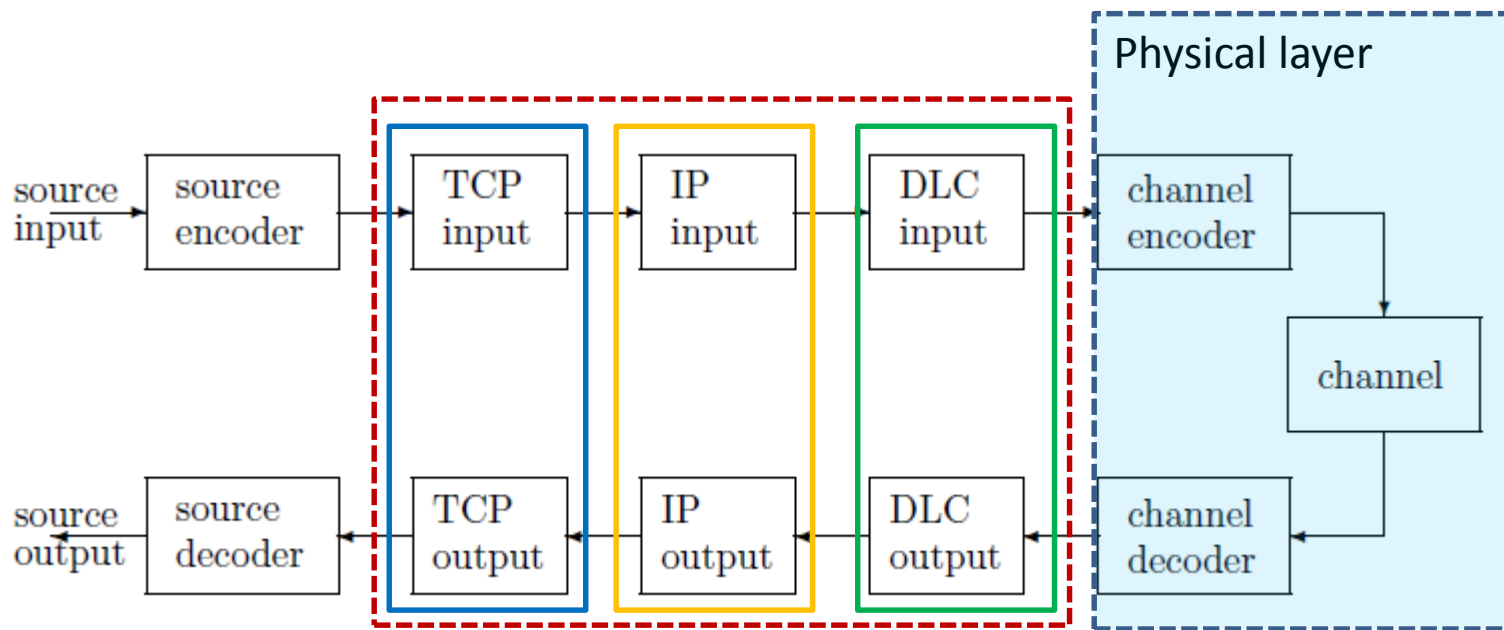 Physical layer
source
input
source
encoder
TCP
input
IP
input
DLC
input
channel
encoder
channel
source
output
source
decoder
TCP
output
IP
output
DLC
output
channel
decoder